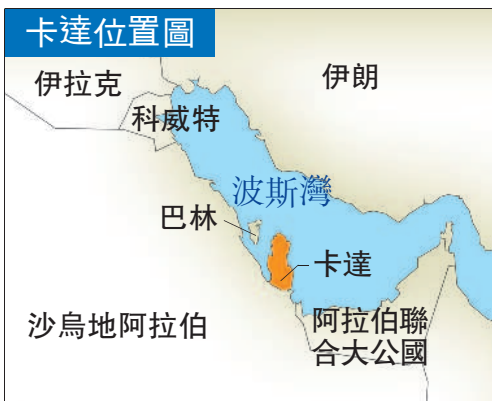 卡達位置圖
伊拉克
伊朗
科威特
波斯灣
巴林
卡達
沙烏地阿拉伯
阿拉伯聯
合大公國